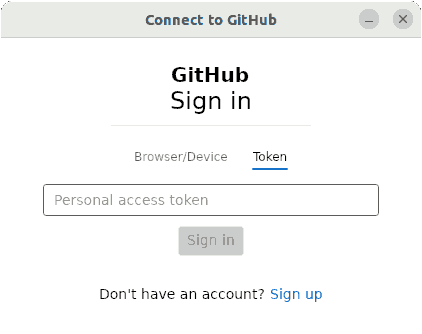 Connect to GitHub
GitHub
Sign in
Browser/Device Token
Personal access token
Sign in
Don't have an account? Sign up